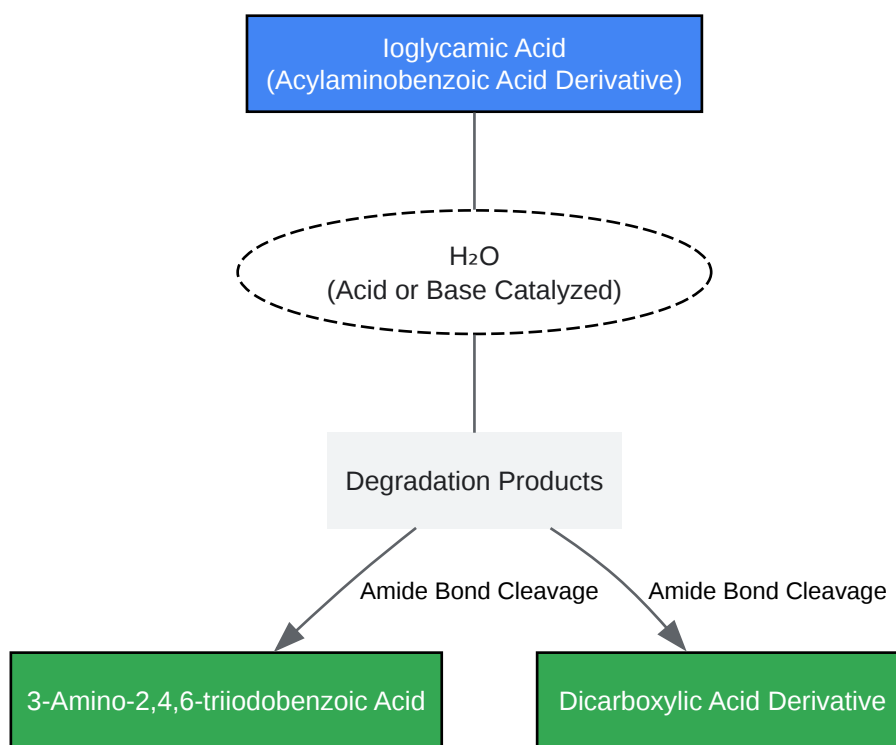 Ioglycamic Acid
(Acylaminobenzoic Acid Derivative)
H₂O
(Acid or Base Catalyzed)
Degradation Products
Amide Bond Cleavage
Amide Bond Cleavage
3-Amino-2,4,6-triiodobenzoic Acid
Dicarboxylic Acid Derivative